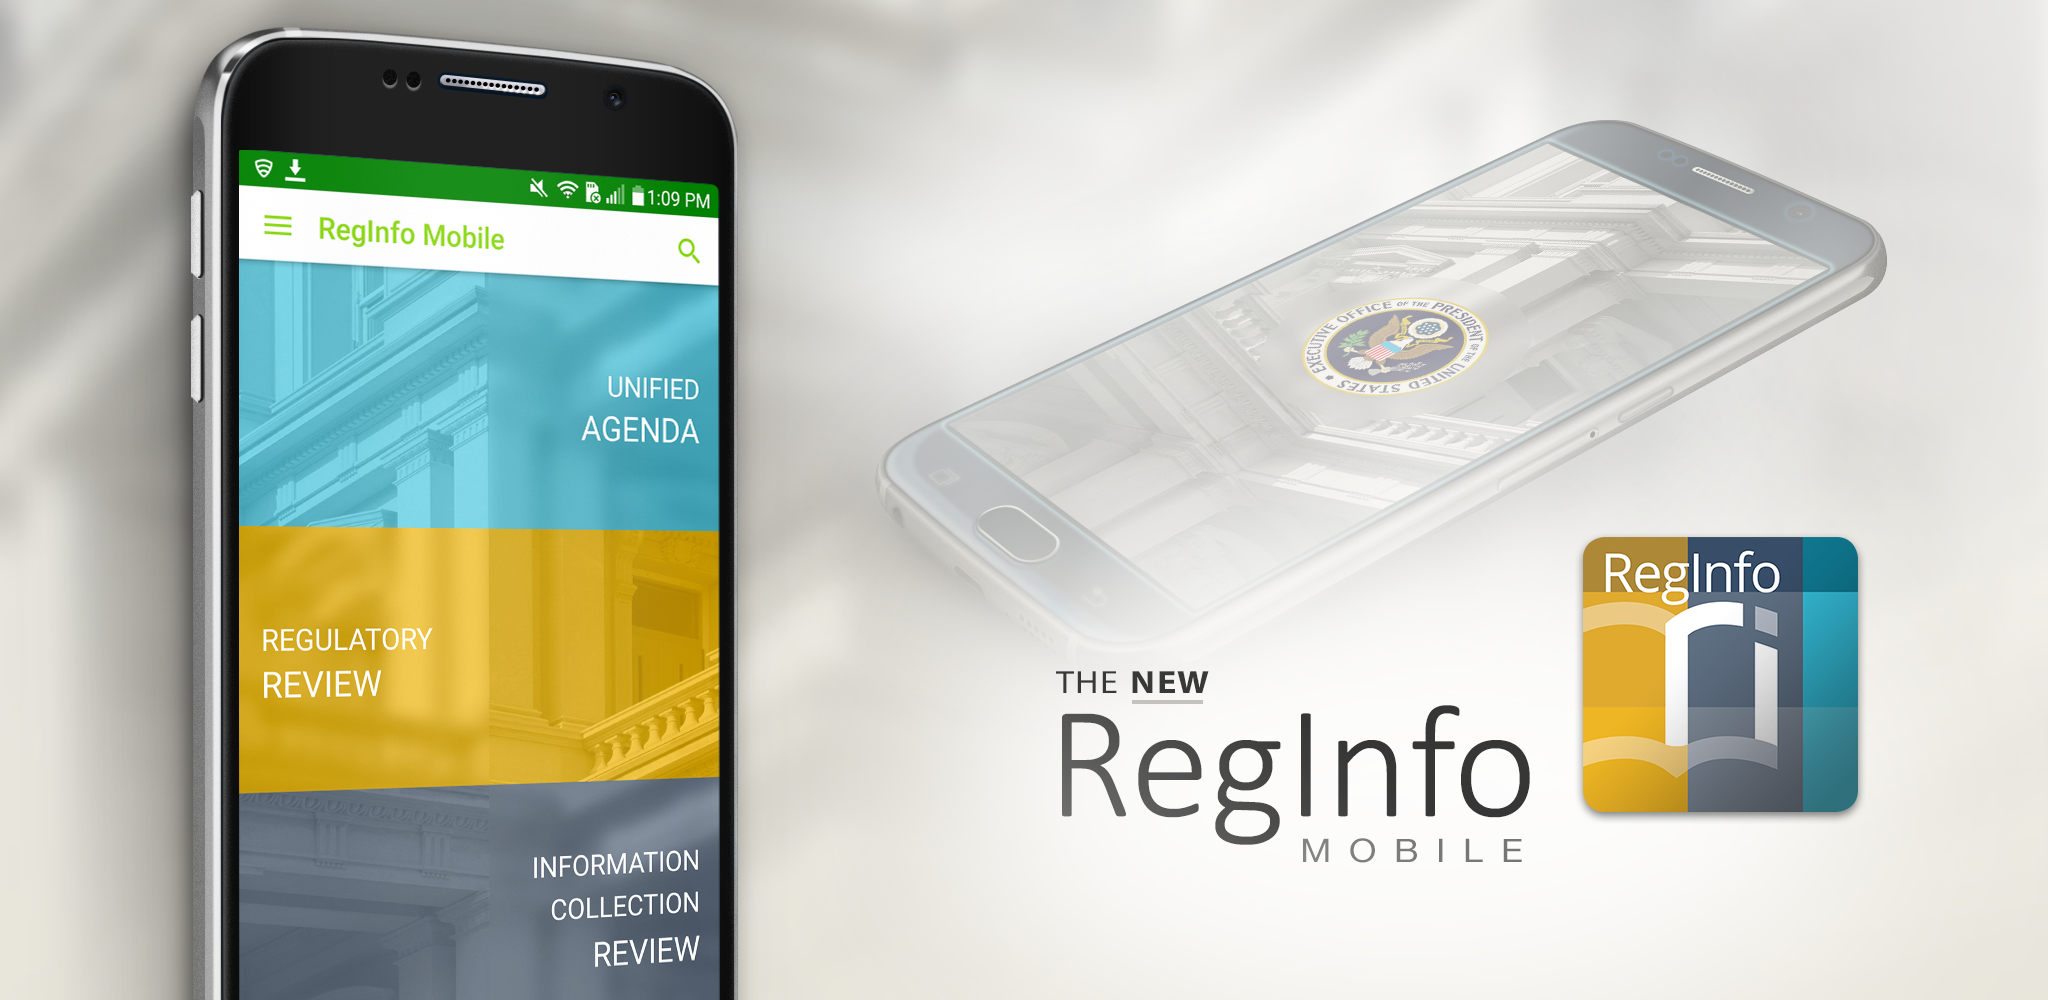 1:09 PM
RegInfo Mobile
UNIFIED
AGENDA
REGULATORY
REVIEW
INFORMATION
COLLECTION
REVIEW
EXECUTIVE OFFICE OF THE PRESIDENT OF THE UNITED STATES
THE NEW
RegInfo
MOBILE
RegInfo
ri